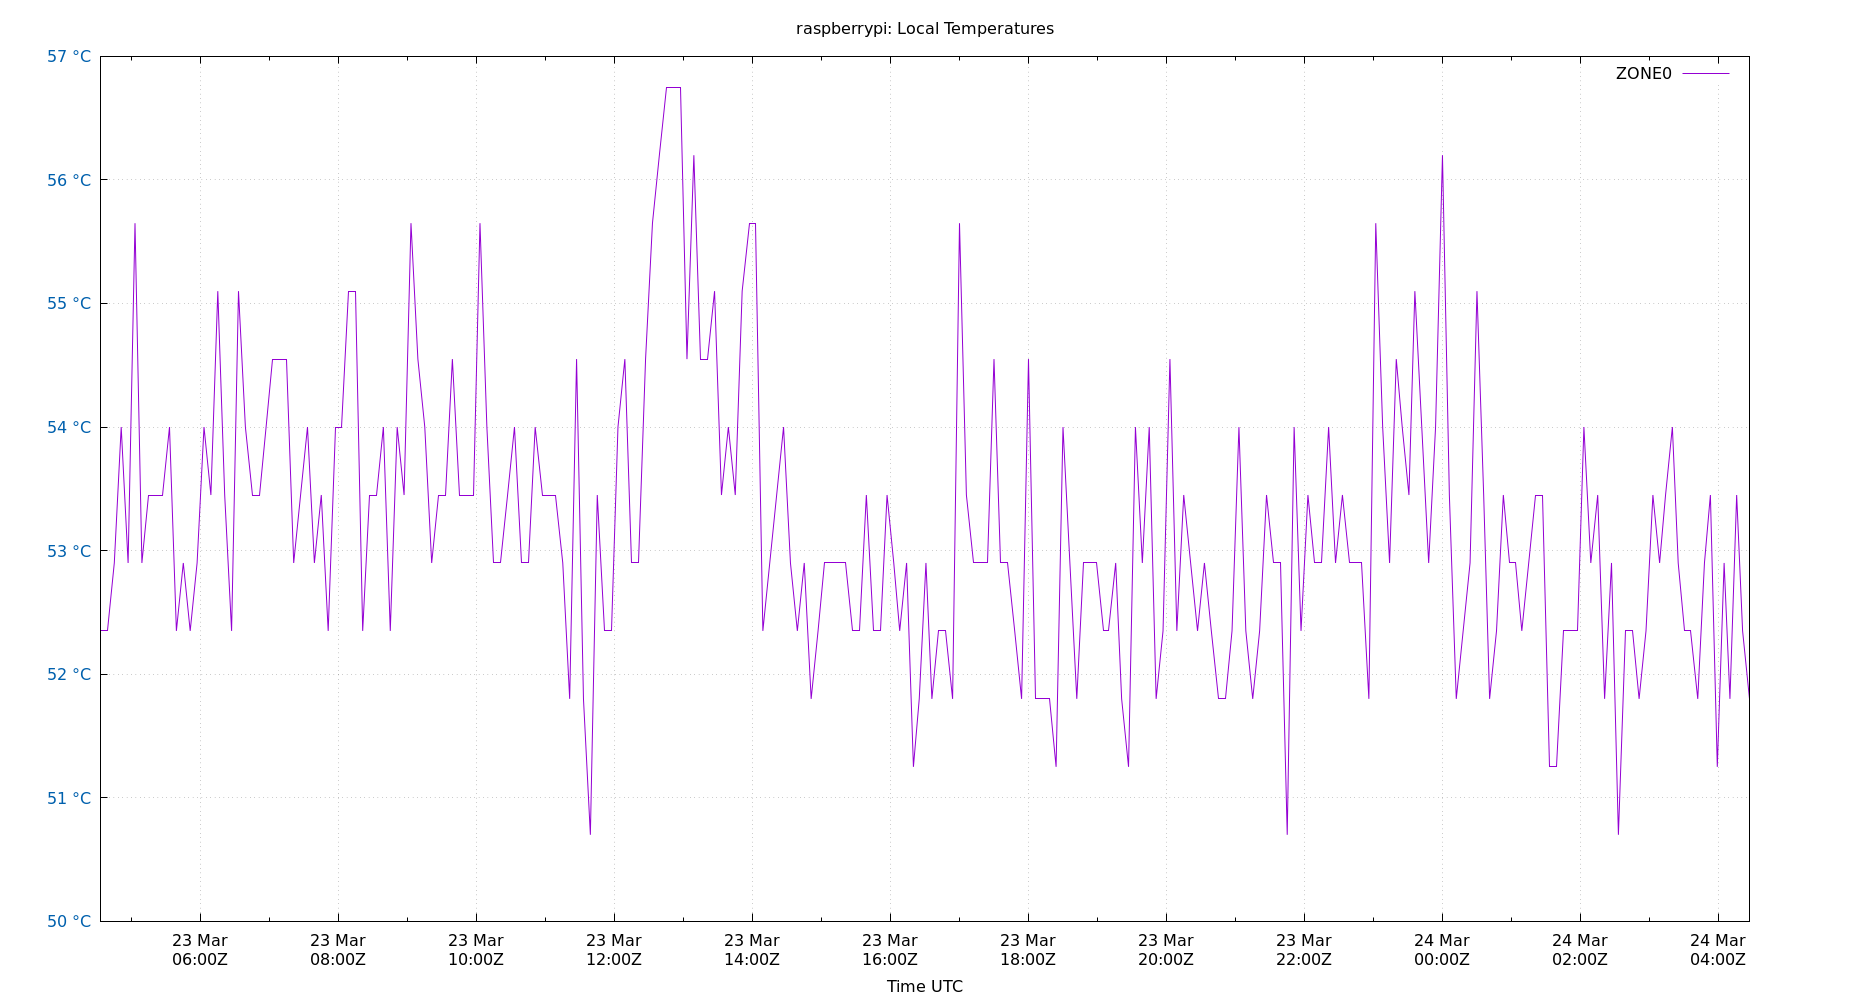 raspberrypi: Local Temperatures
57 °C
ZONE0
56 °C
55 °C
54 °C
53 °C
52 °C
51 °C
50 °C
23 Mar 23 Mar 23 Mar 23 Mar 23 Mar 23 Mar 23 Mar 23 Mar 23 Mar 24 Mar 24 Mar 24 Mar
06:00Z 08:00Z 10:00Z 12:00Z 14:00Z 16:00Z 18:00Z 20:00Z 22:00Z 00:00Z 02:00Z 04:00Z
Time UTC